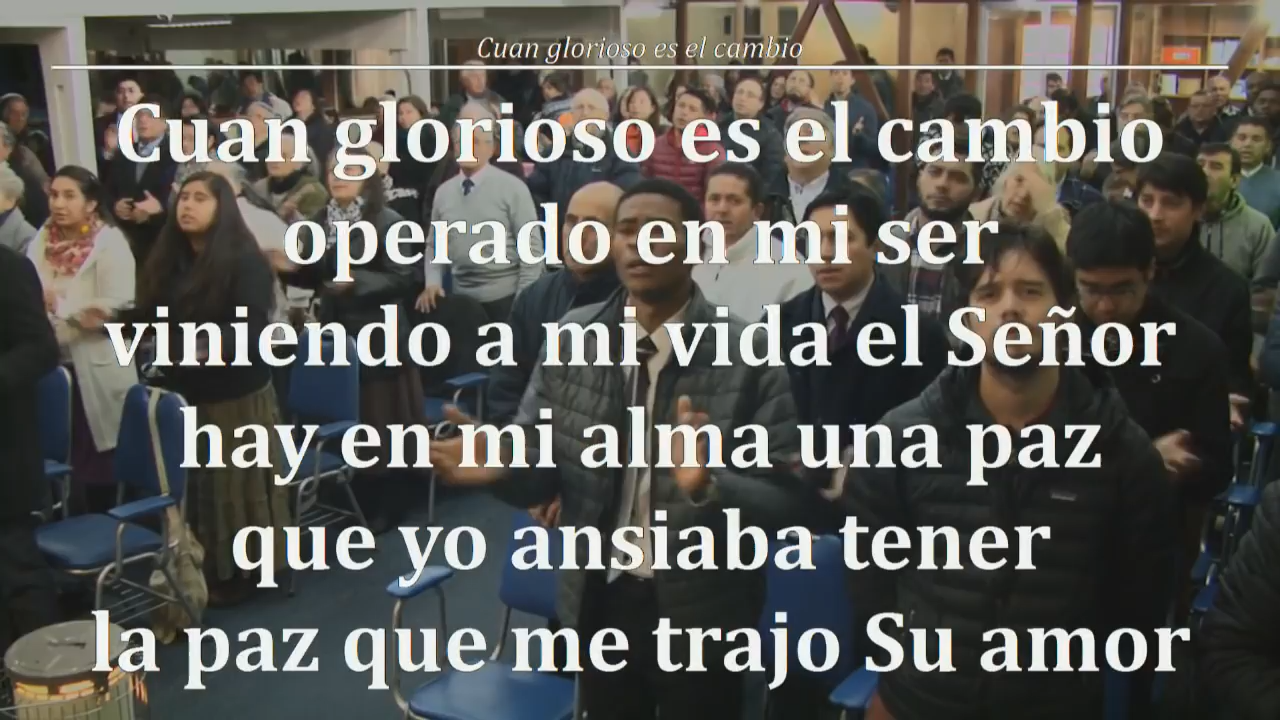 Cuan glorioso es el cambio
Cuan glorioso es el cambio
operado en mi ser
viniendo a mi vida el Señor
hay en mi alma una paz
que yo ansiaba tener
la paz que me trajo Su amor